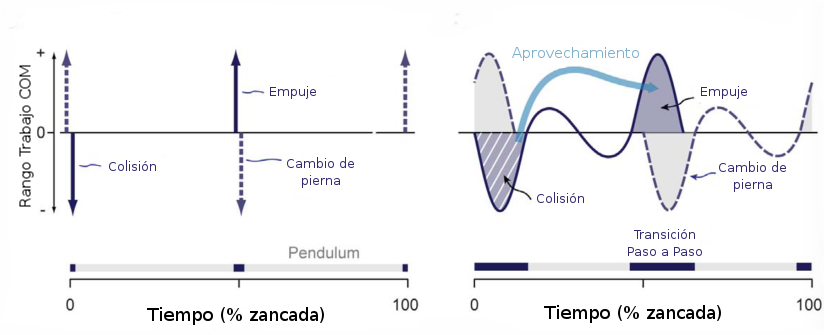 Rango Trabajo COM
+
0
-
Empuje
Colisión
Cambio de
pierna
Pendulum
0
100
Tiempo (% zancada)
Aprovechamiento
Empuje
Colisión
Cambio de
pierna
Transición
Paso a Paso
0
100
Tiempo (% zancada)